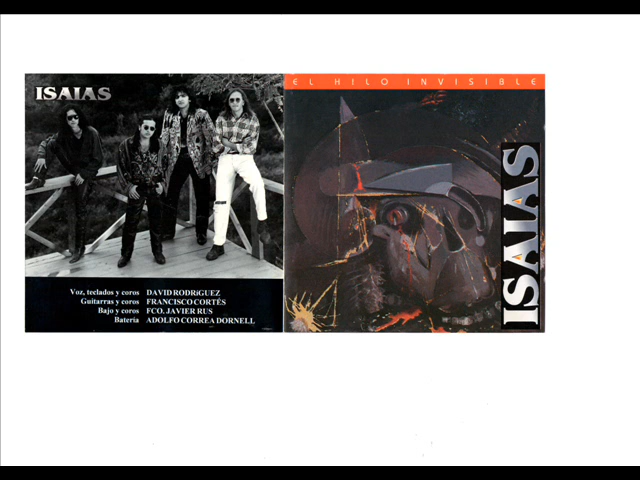 ISAIAS
Voz, teclados y coros DAVID RODRíGUEZ
Guitarras y coros FRANCISCO CORTÉS
Bajo y coros FCO. JAVIER RUS
Batería ADOLFO CORREA DORNELL
EL HILO INVISIBLE
ISAIAS